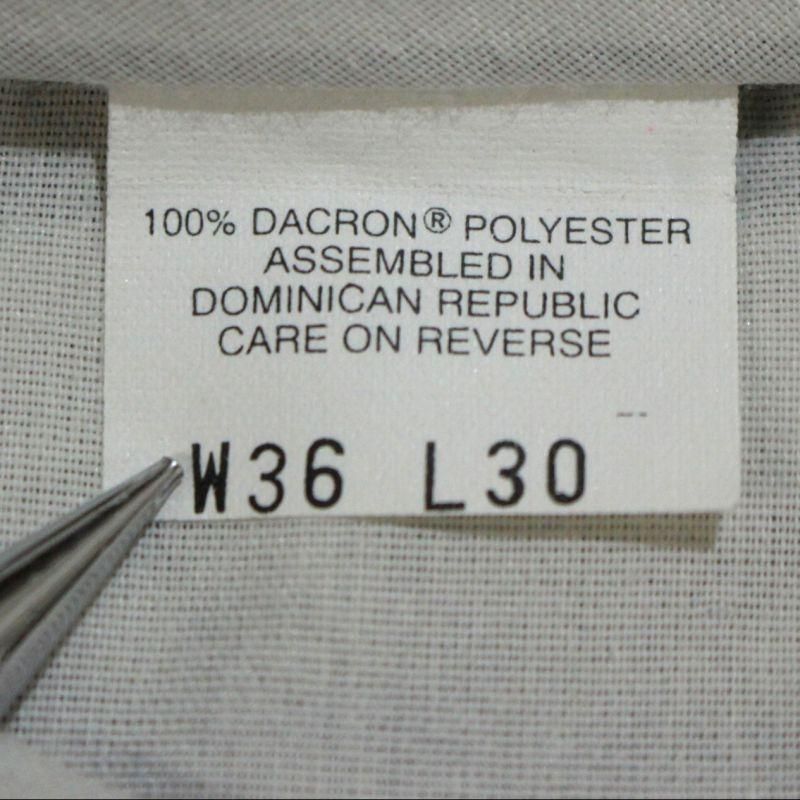 100% DACRON® POLYESTER
ASSEMBLED IN
DOMINICAN REPUBLIC
CARE ON REVERSE
W36 L30